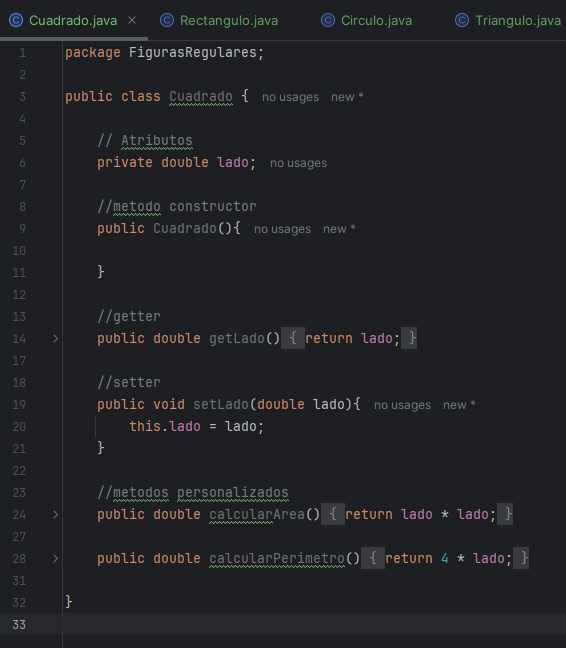 Cuadrado.java × Rectangulo.java Circulo.java Triangulo.java
1 package FigurasRegulares;
2
3 public class Cuadrado { no usages new *
4
5 // Atributos
6 private double lado; no usages
7
8 //metodo constructor
9 public Cuadrado(){ no usages new *
10
11 }
12
13 //getter
14 public double getLado() { return lado; }
17
18 //setter
19 public void setLado(double lado){ no usages new *
20 this.lado = lado;
21 }
22
23 //metodos personalizados
24 public double calcularArea() { return lado * lado; }
27
28 public double calcularPerimetro() { return 4 * lado; }
31
32 }
33